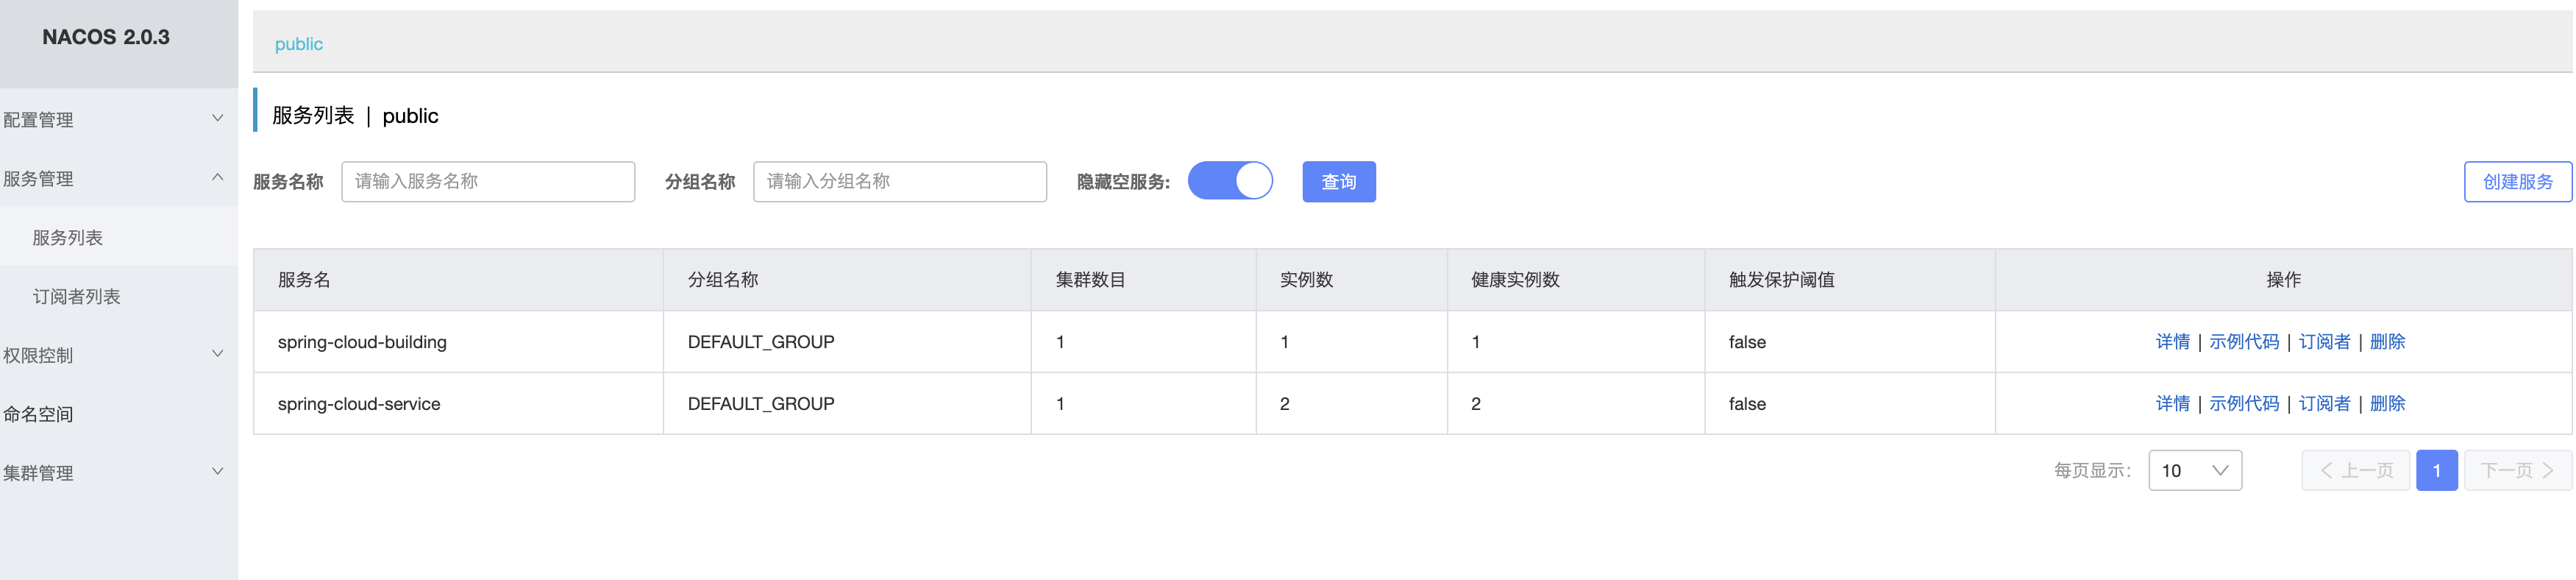 NACOS 2.0.3
配置管理
服务管理
服务列表
订阅者列表
权限控制
命名空间
集群管理
public
服务列表 | public
服务名称 请输入服务名称 分组名称 请输入分组名称 隐藏空服务: 查询 创建服务
服务名 分组名称 集群数目 实例数 健康实例数 触发保护阈值 操作
spring-cloud-building DEFAULT_GROUP 1 1 1 false 详情 | 示例代码 | 订阅者 | 删除
spring-cloud-service DEFAULT_GROUP 1 2 2 false 详情 | 示例代码 | 订阅者 | 删除
每页显示: 10 上一页 1 下一页